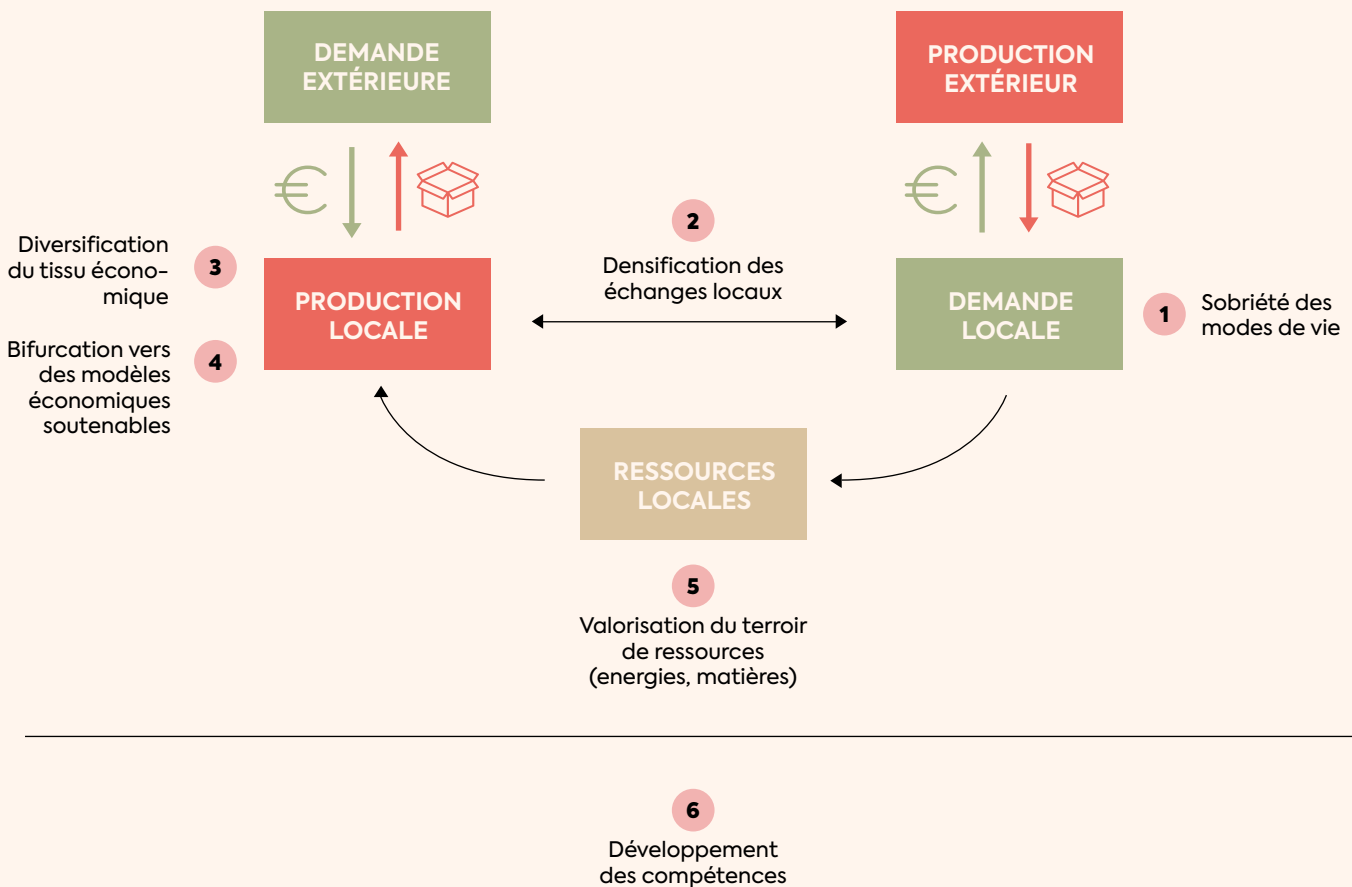 DEMANDE
EXTÉRIEURE
PRODUCTION
EXTÉRIEUR
€
€
2
Densification des
échanges locaux
Diversification
du tissu écono-
mique
3
PRODUCTION
LOCALE
DEMANDE
LOCALE
1
Sobriété des
modes de vie
Bifurcation vers
des modèles
économiques
soutenables
4
RESSOURCES
LOCALES
5
Valorisation du terroir
de ressources
(energies, matières)
6
Développement
des compétences